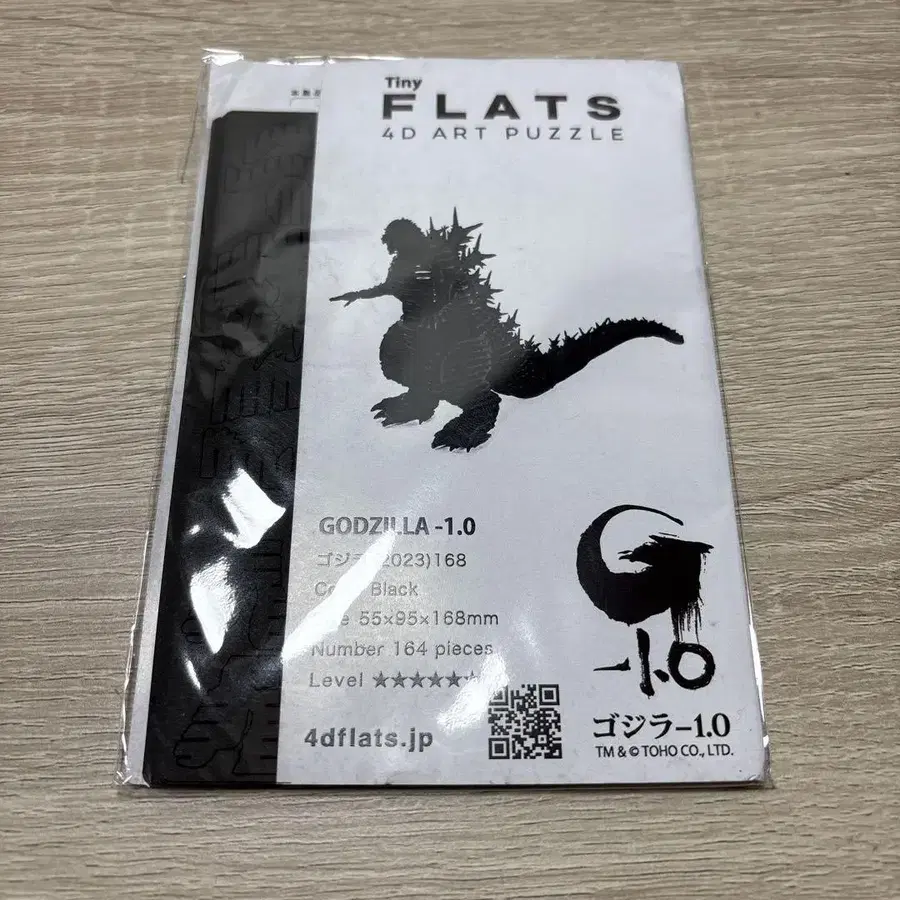 Tiny
FLATS
4D ART PUZZLE
GODZILLA -1.0
ゴジラ(2023)168
Black
55×95×168mm
Number 164 pieces
Level ★★★★★
4dflats.jp
-1.0
ゴジラ-1.0
TM & © TOHO CO., LTD.